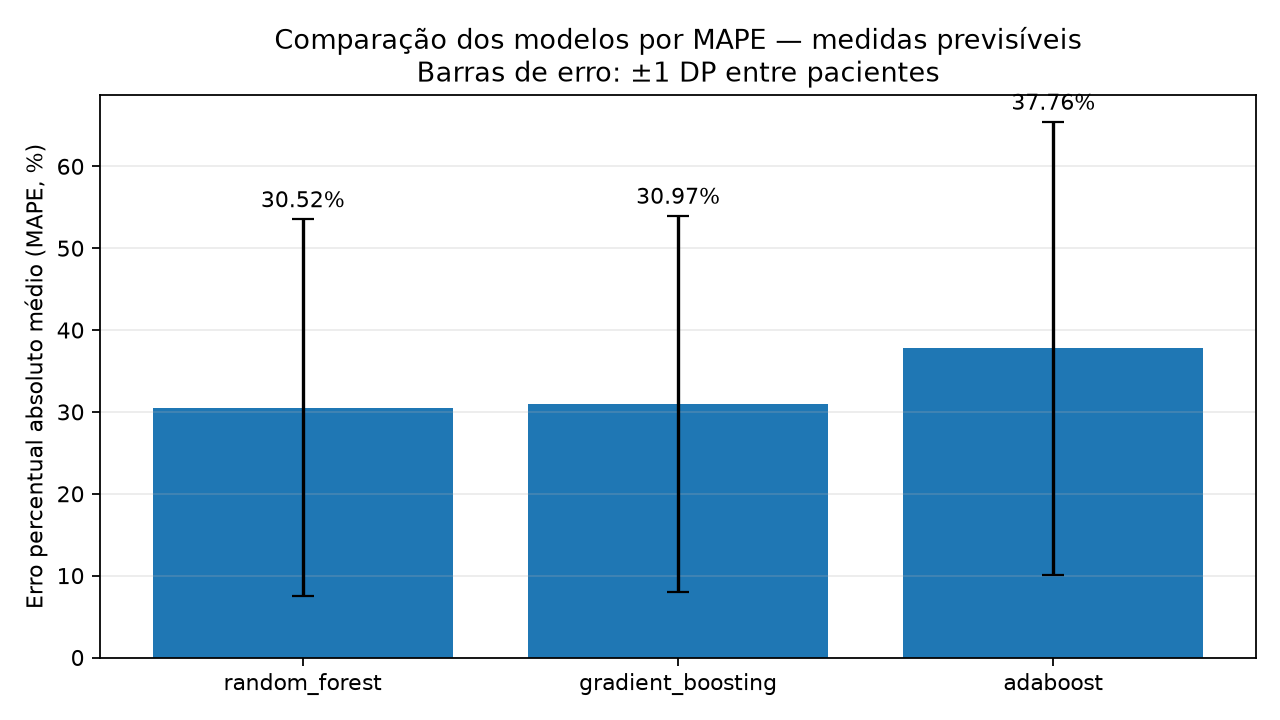 Comparação dos modelos por MAPE — medidas previsíveis
Barras de erro: ±1 DP entre pacientes
Erro percentual absoluto médio (MAPE, %)
60
50
40
30
20
10
0
30.52%
30.97%
37.76%
random_forest
gradient_boosting
adaboost